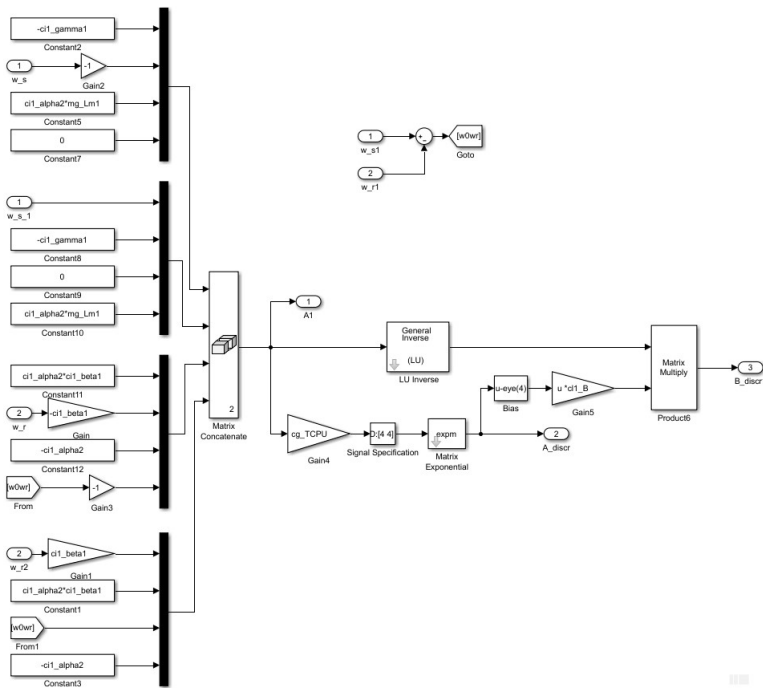 -ci1_gamma1
Constant2
1
w_s
-1
Gain2
ci1_alpha2*mg_Lm1
Constant5
0
Constant7
1
w_s1
+
-
[w0wr]
Goto
2
w_r1
1
w_s_1
-ci1_gamma1
Constant8
0
Constant9
ci1_alpha2*mg_Lm1
Constant10
2
Matrix
Concatenate
1
A1
General
Inverse
(LU)
LU Inverse
Matrix
Multiply
Product6
3
B_discr
u-eye(4)
Bias
u *cl1_B
Gain5
cg_TCPU
Gain4
D:[4 4]
Signal Specification
expm
Matrix
Exponential
2
A_discr
ci1_alpha2*ci1_beta1
Constant11
2
w_r
-ci1_beta1
Gain
-ci1_alpha2
Constant12
[w0wr]
From
-1
Gain3
2
w_r2
ci1_beta1
Gain1
ci1_alpha2*ci1_beta1
Constant1
[w0wr]
From1
-ci1_alpha2
Constant3